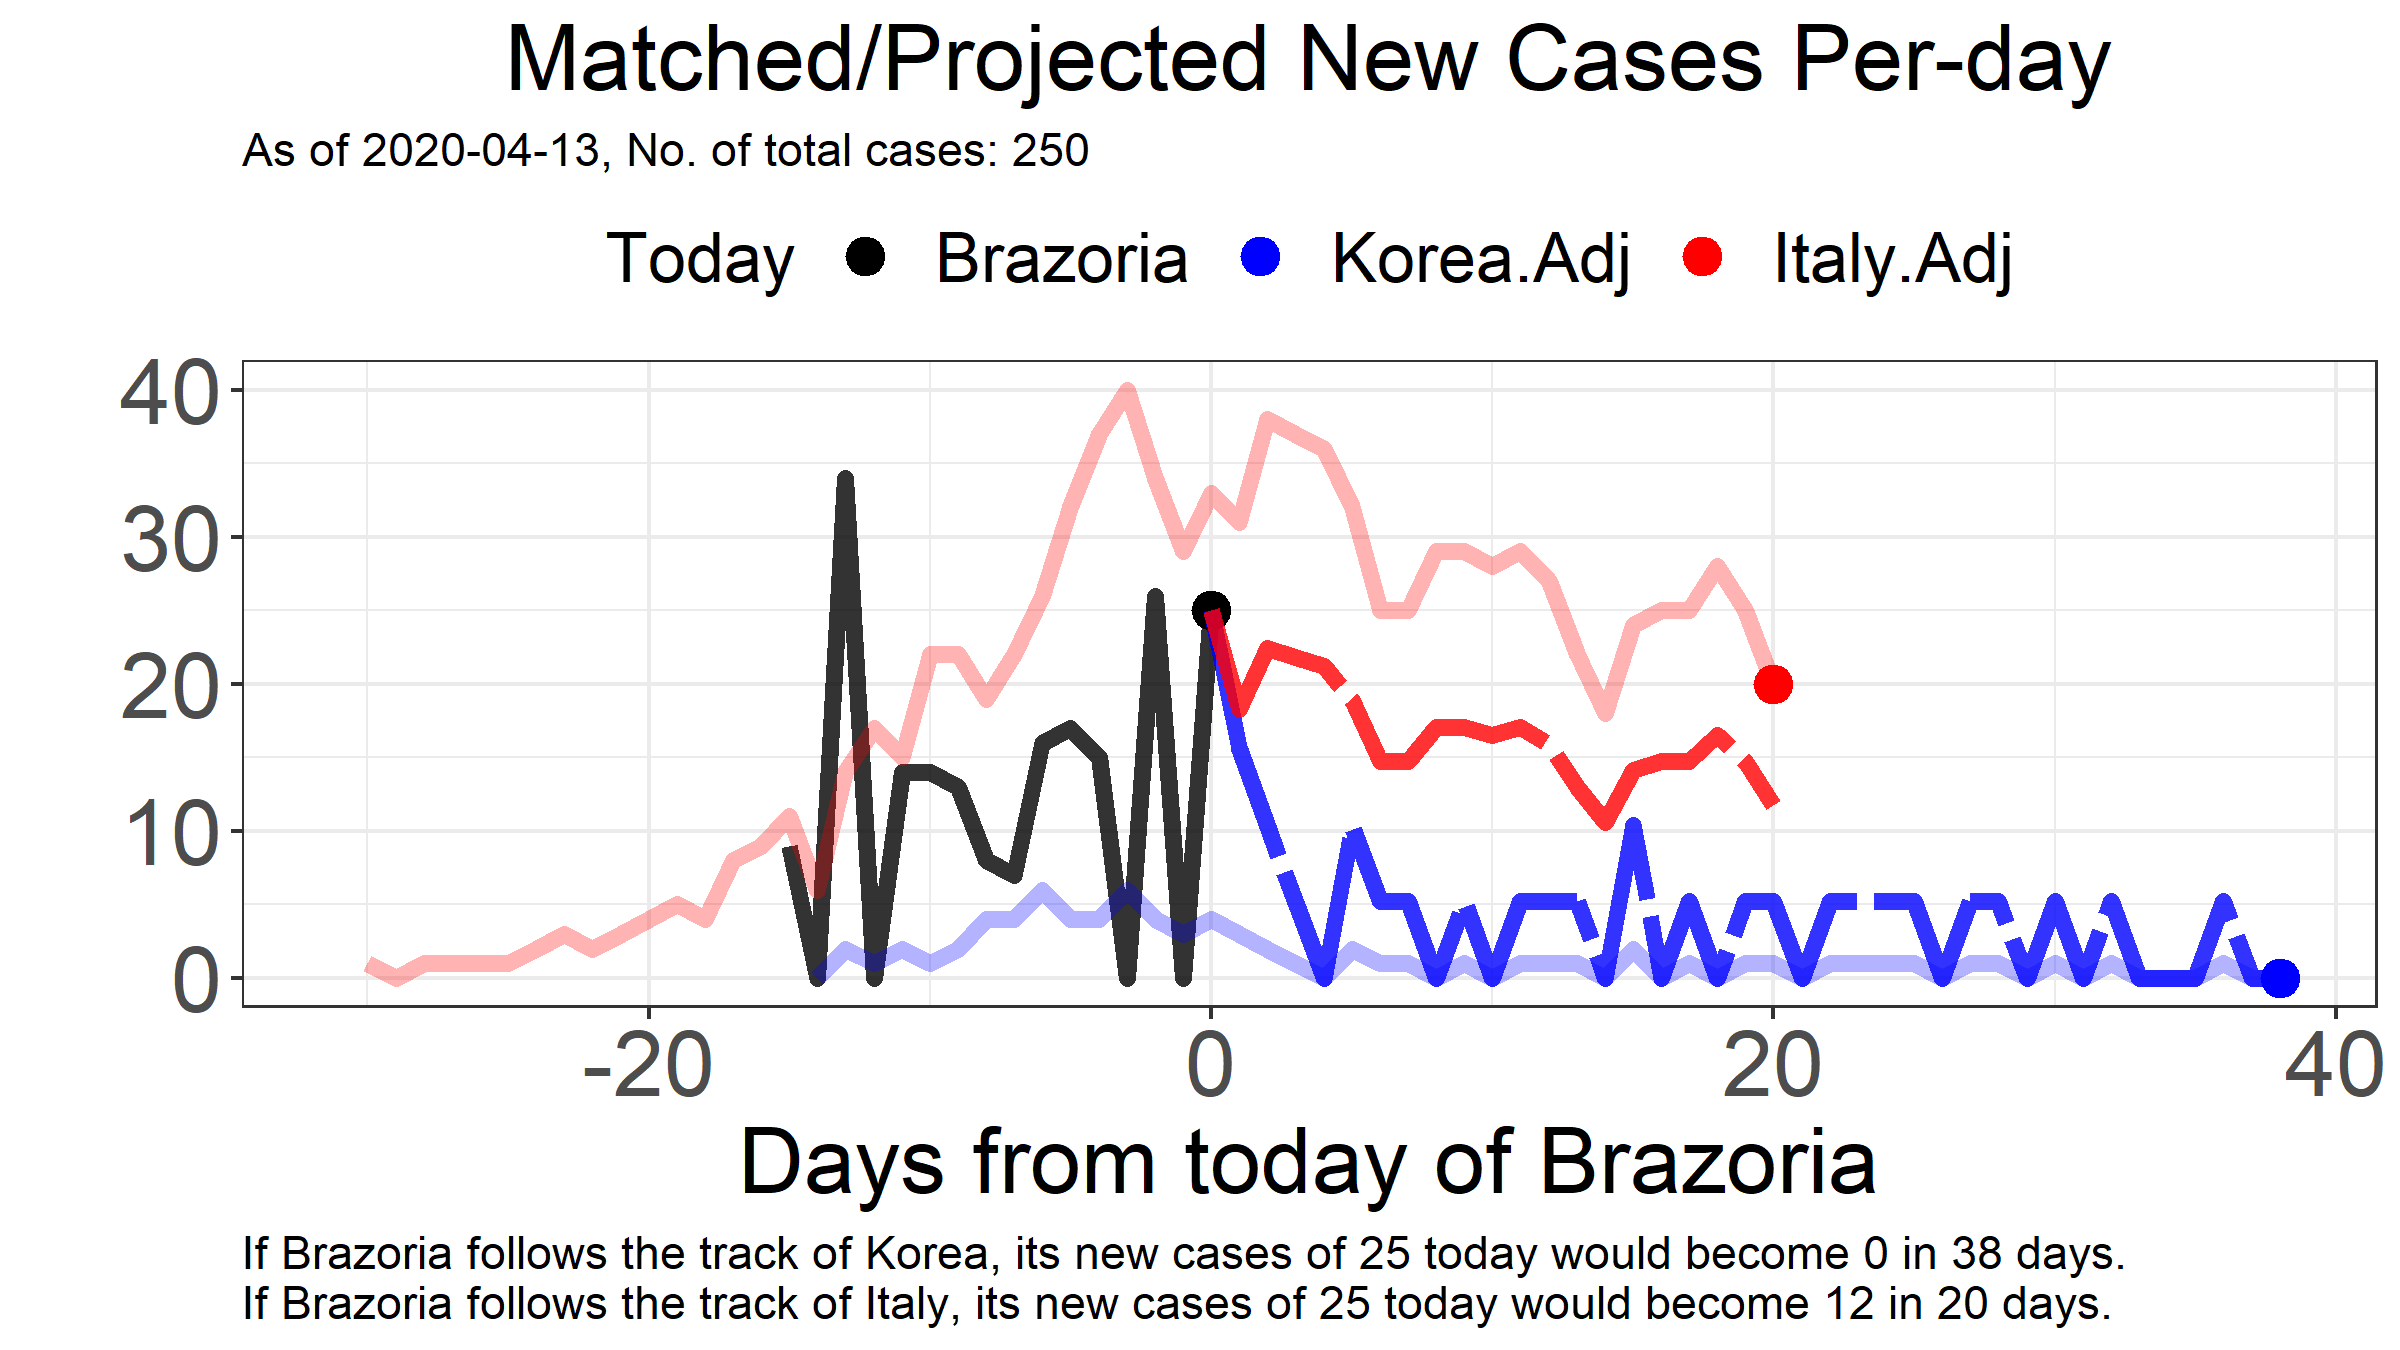 Matched/Projected New Cases Per-day
As of 2020-04-13, No. of total cases: 250
Today Brazoria Korea.Adj Italy.Adj
40
30
20
10
0
-20 0 20 40
Days from today of Brazoria
If Brazoria follows the track of Korea, its new cases of 25 today would become 0 in 38 days.
If Brazoria follows the track of Italy, its new cases of 25 today would become 12 in 20 days.